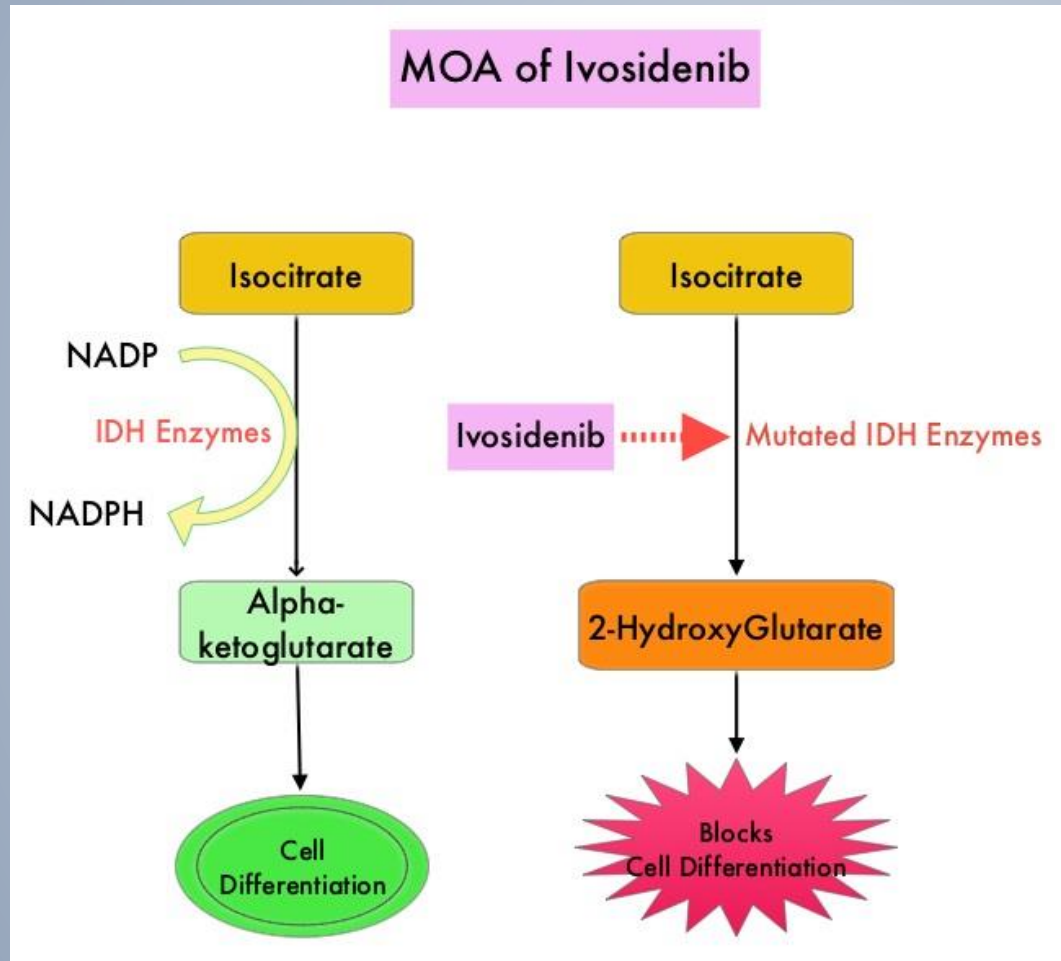 MOA of Ivosidenib
Isocitrate
NADP
IDH Enzymes
NADPH
Alpha-
ketoglutarate
Cell
Differentiation
Isocitrate
Ivosidenib
Mutated IDH Enzymes
2-HydroxyGlutarate
Blocks
Cell Differentiation